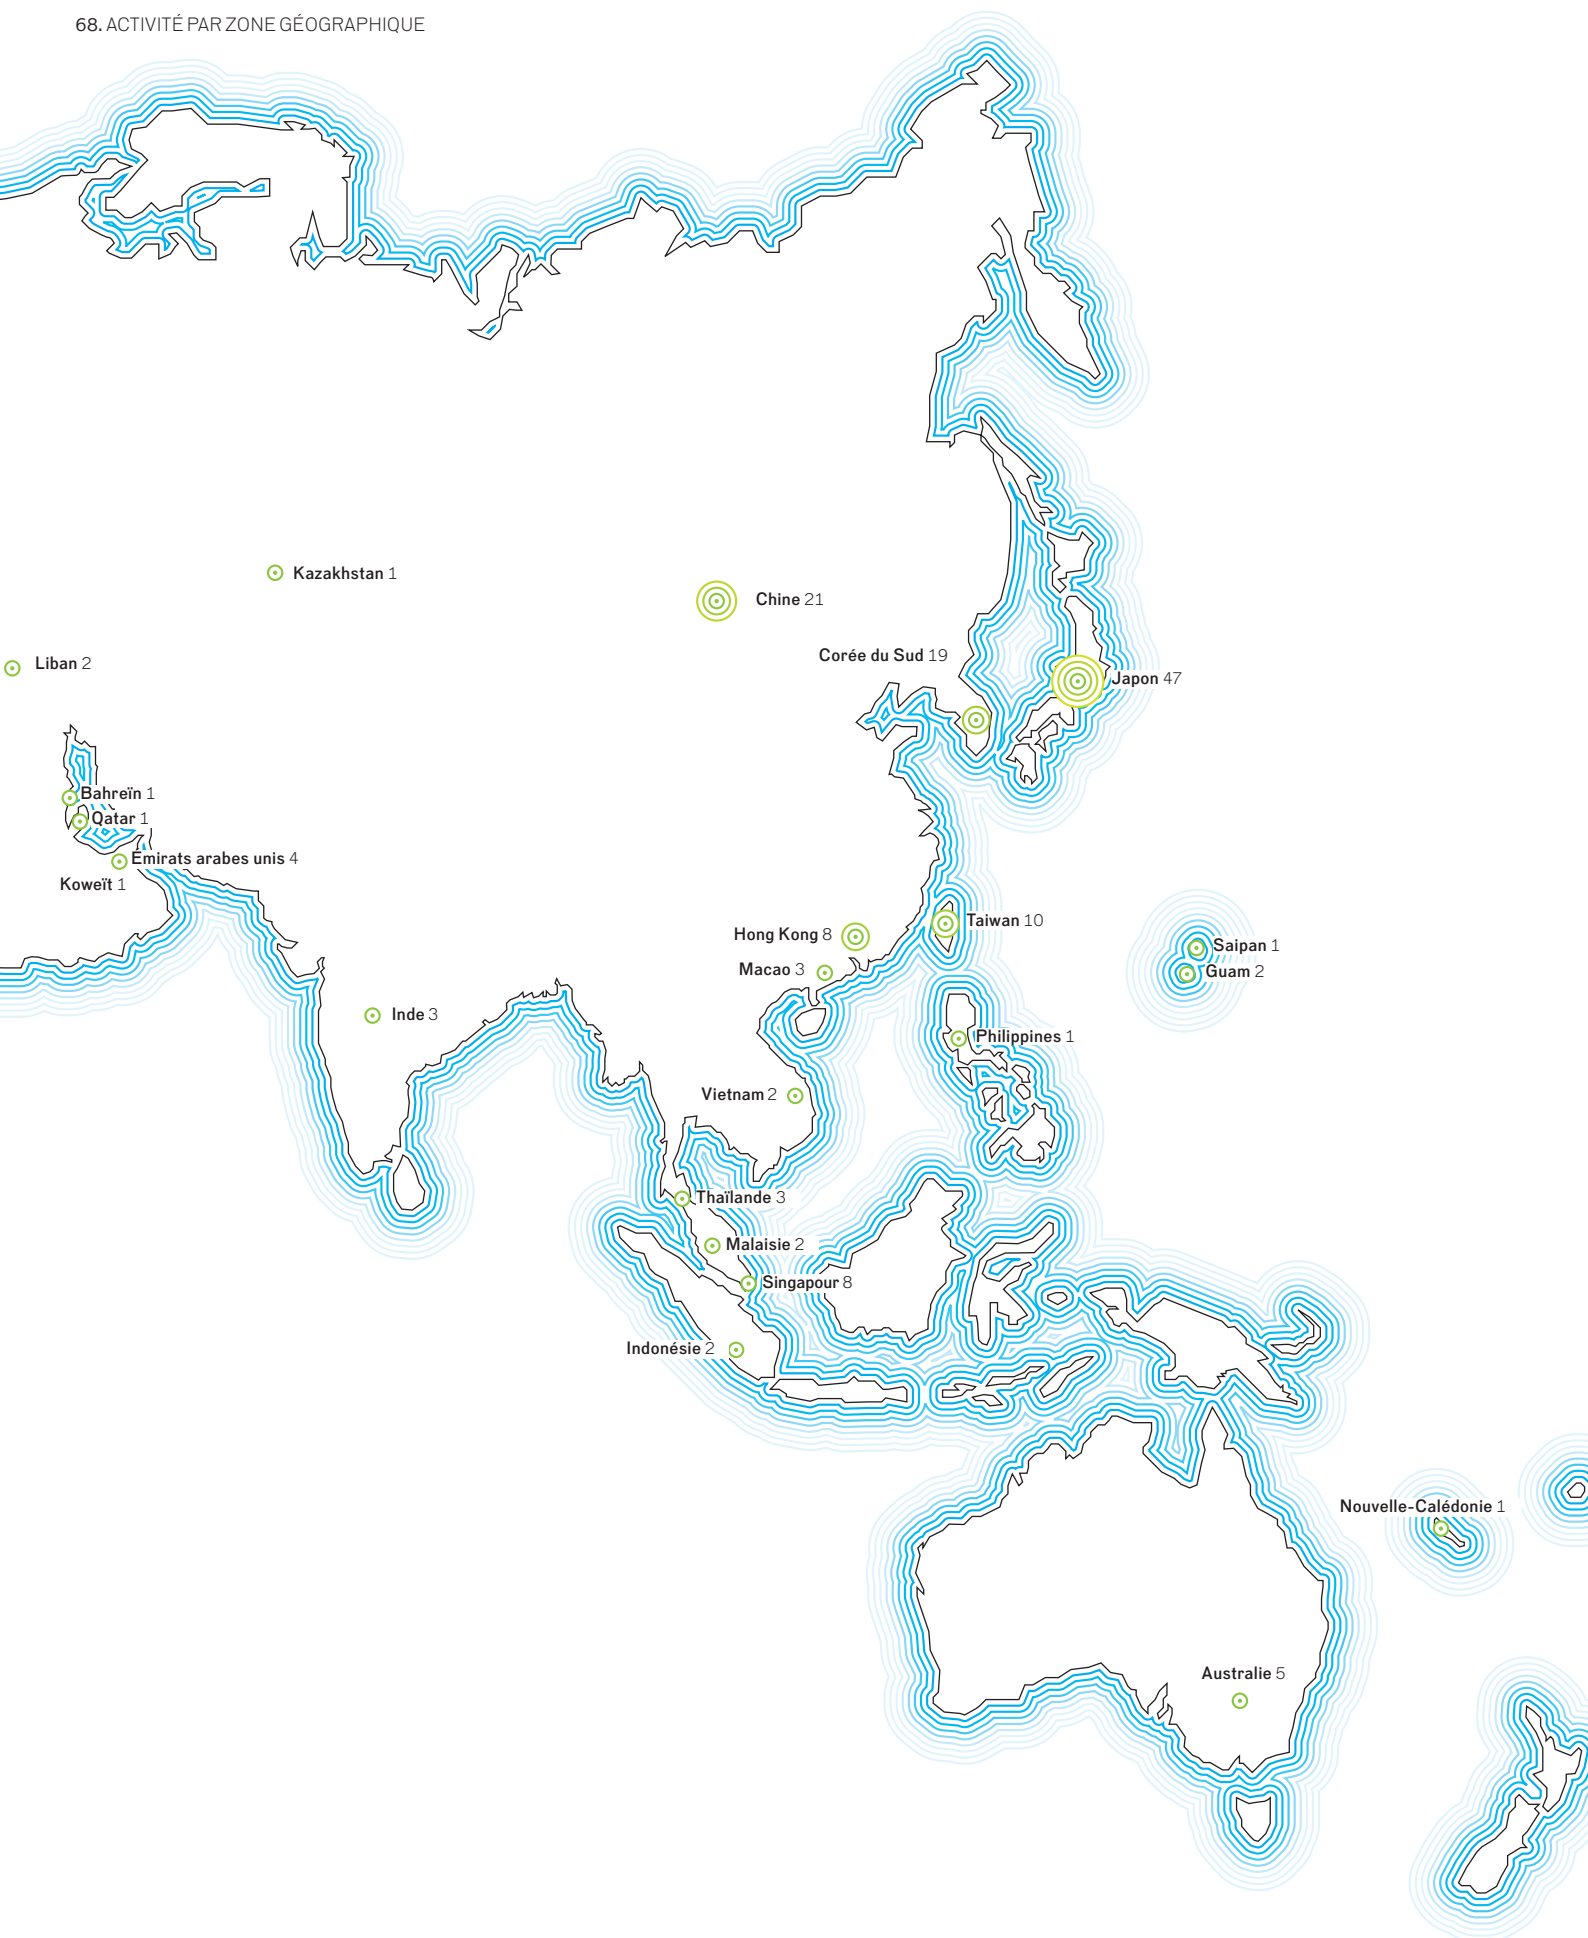 68. ACTIVITÉ PAR ZONE GÉOGRAPHIQUE
Kazakhstan 1
Chine 21
Corée du Sud 19
Liban 2
Japon 47
Bahreïn 1
Qatar 1
Émirats arabes unis 4
Koweït 1
Taiwan 10
Hong Kong 8
Saipan 1
Macao 3
Guam 2
Inde 3
Philippines 1
Vietnam 2
Thaïlande 3
Malaisie 2
Singapour 8
Indonésie 2
Nouvelle-Calédonie 1
Australie 5